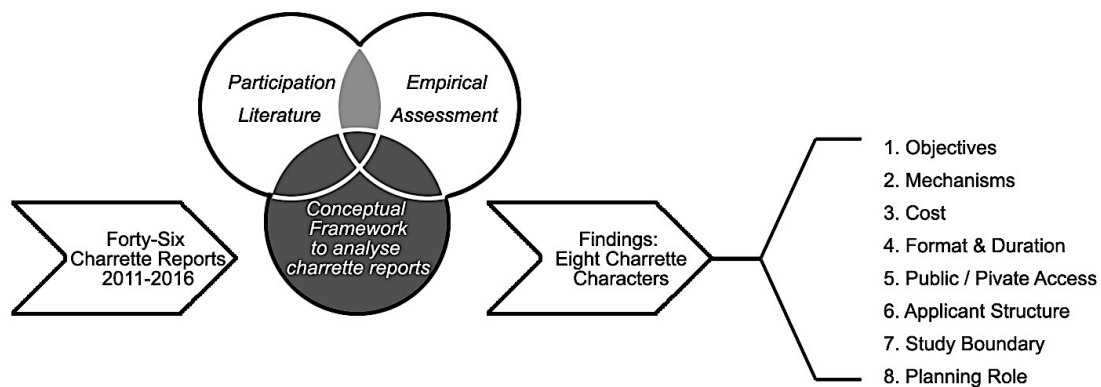 Forty-Six
Charrette Reports
2011-2016
Participation
Literature
Empirical
Assessment
Conceptual
Framework
to analyse
charrette reports
Findings:
Eight Charrette
Characters
1. Objectives
2. Mechanisms
3. Cost
4. Format & Duration
5. Public / Pivate Access
6. Applicant Structure
7. Study Boundary
8. Planning Role